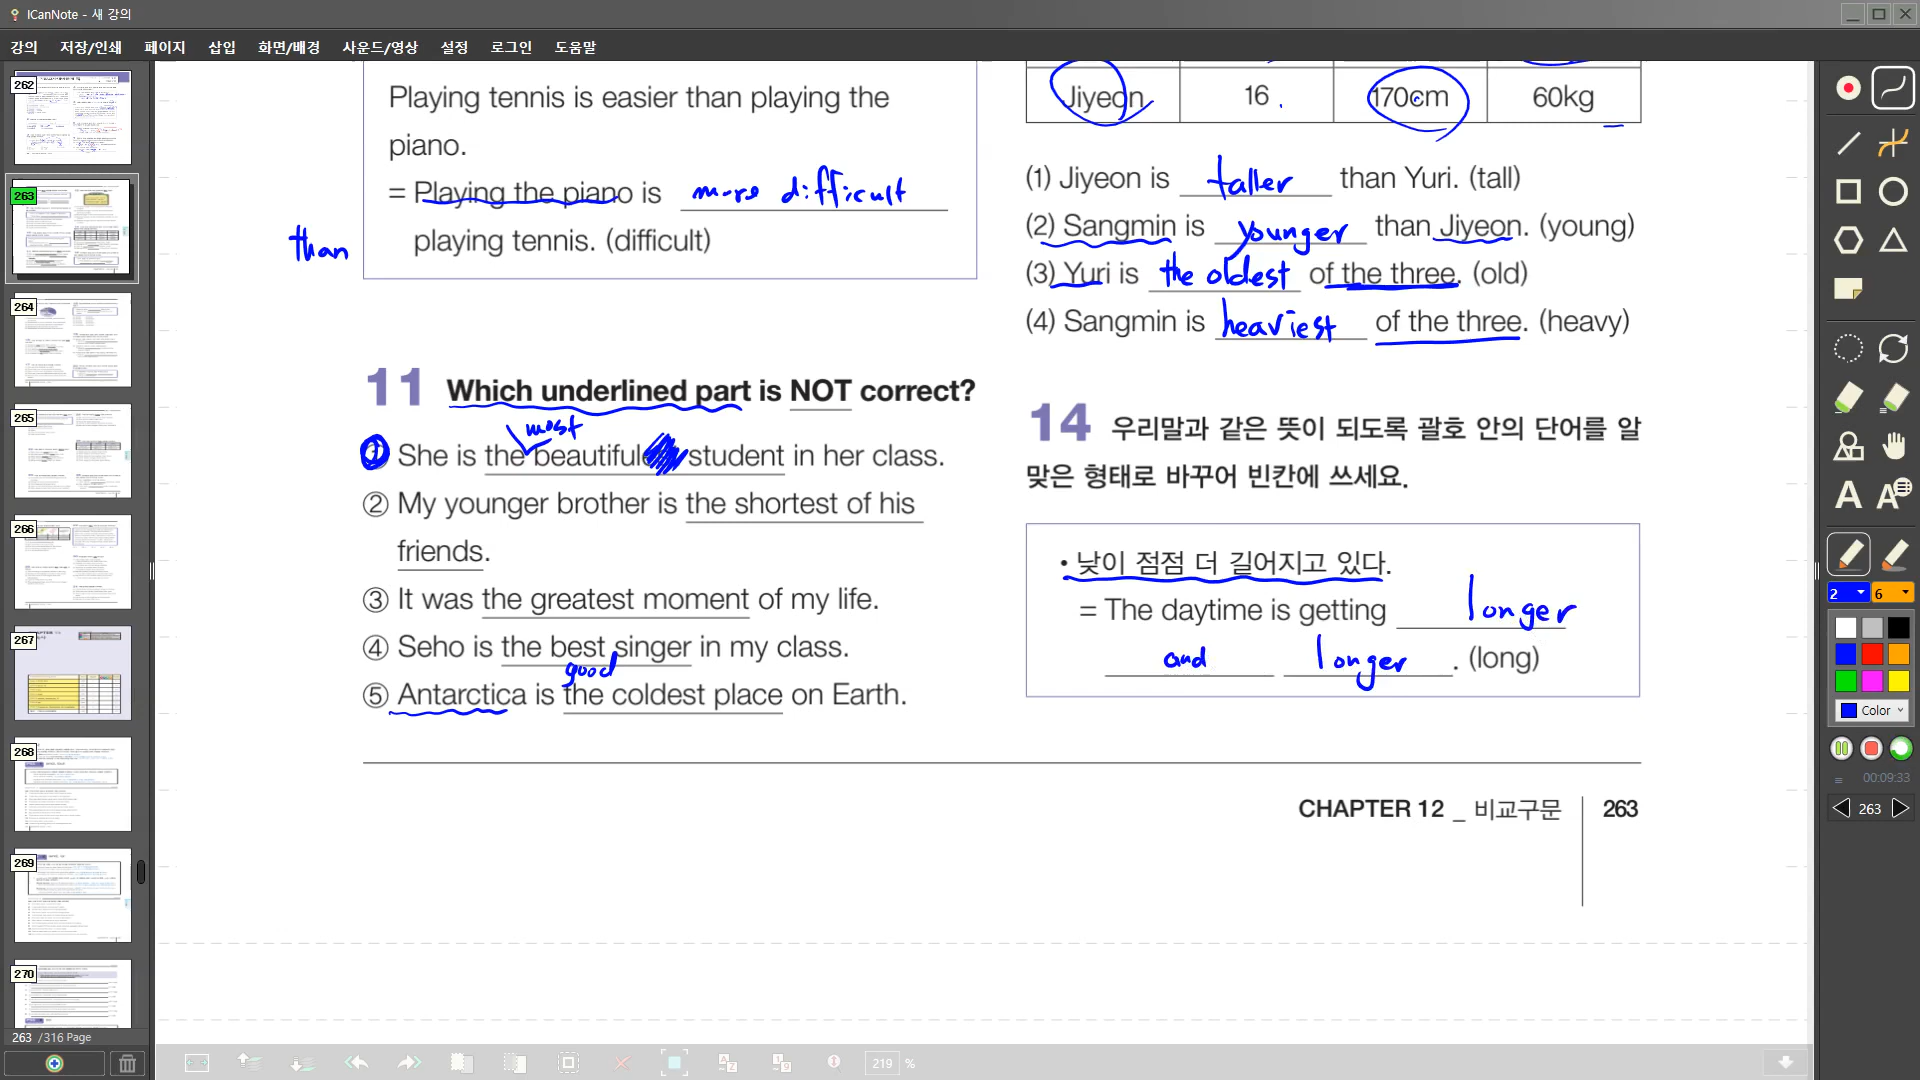 ICanNote - 새 강의
강의 저장/인쇄 페이지 삽입 화면/배경 사운드/영상 설정 로그인 도움말
262
263
264
265
266
267
268
269
270
263 /316 Page
Playing tennis is easier than playing the
piano.
= Playing the piano is more difficult
than playing tennis. (difficult)
11 Which underlined part is NOT correct?
most
① She is the beautiful student in her class.
② My younger brother is the shortest of his
friends.
③ It was the greatest moment of my life.
④ Seho is the best singer in my class.
good
⑤ Antarctica is the coldest place on Earth.
Jiyeon 16 170cm 60kg
(1) Jiyeon is taller than Yuri. (tall)
(2) Sangmin is younger than Jiyeon. (young)
(3) Yuri is the oldest of the three. (old)
(4) Sangmin is heaviest of the three. (heavy)
14 우리말과 같은 뜻이 되도록 괄호 안의 단어를 알
맞은 형태로 바꾸어 빈칸에 쓰세요.
• 낮이 점점 더 길어지고 있다.
= The daytime is getting longer
and longer . (long)
CHAPTER 12 _ 비교구문 263
2 6
Color
00:09:33
263
219 %